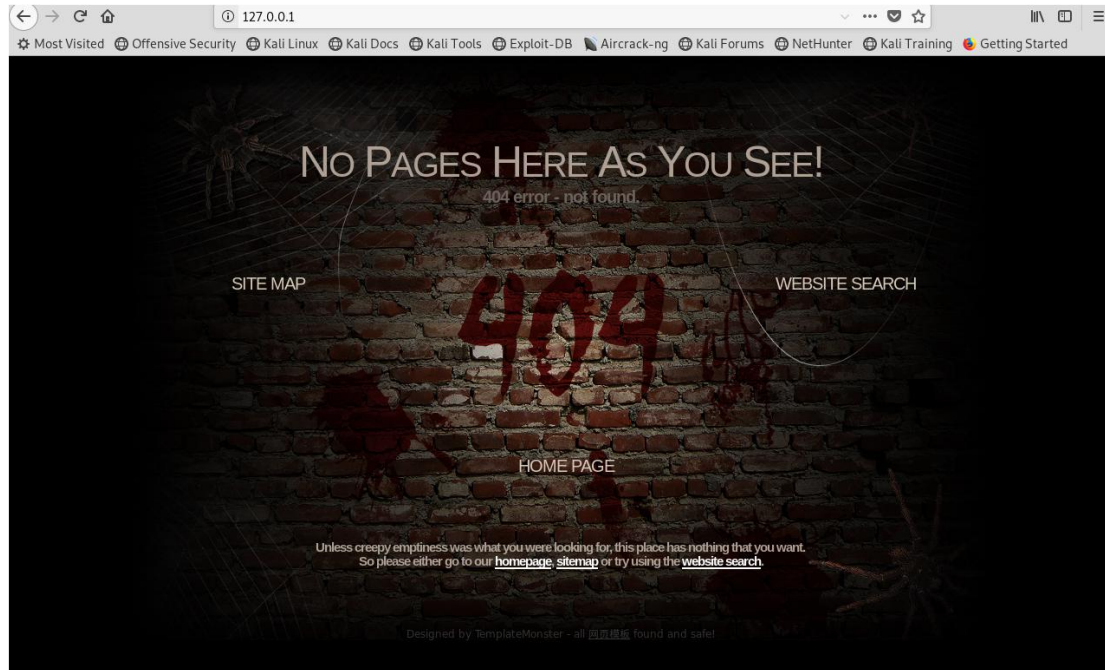 127.0.0.1
Most Visited Offensive Security Kali Linux Kali Docs Kali Tools Exploit-DB Aircrack-ng Kali Forums NetHunter Kali Training Getting Started
NO PAGES HERE AS YOU SEE!
404 error - not found.
SITE MAP
WEBSITE SEARCH
404
HOME PAGE
Unless creepy emptiness was what you were looking for, this place has nothing that you want.
So please either go to our homepage, sitemap or try using the website search.
Designed by TemplateMonster - all 网页模板 found and safe!